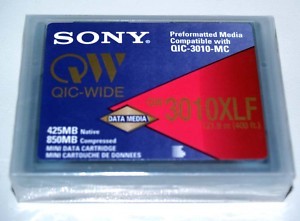 SONY
Preformatted Media
Compatible with
QIC-3010-MC
QW
QIC-WIDE
DATA MEDIA
3010XLF
425MB Native
850MB Compressed
MINI DATA CARTRIDGE
MINI CARTOUCHE DE DONNÉES